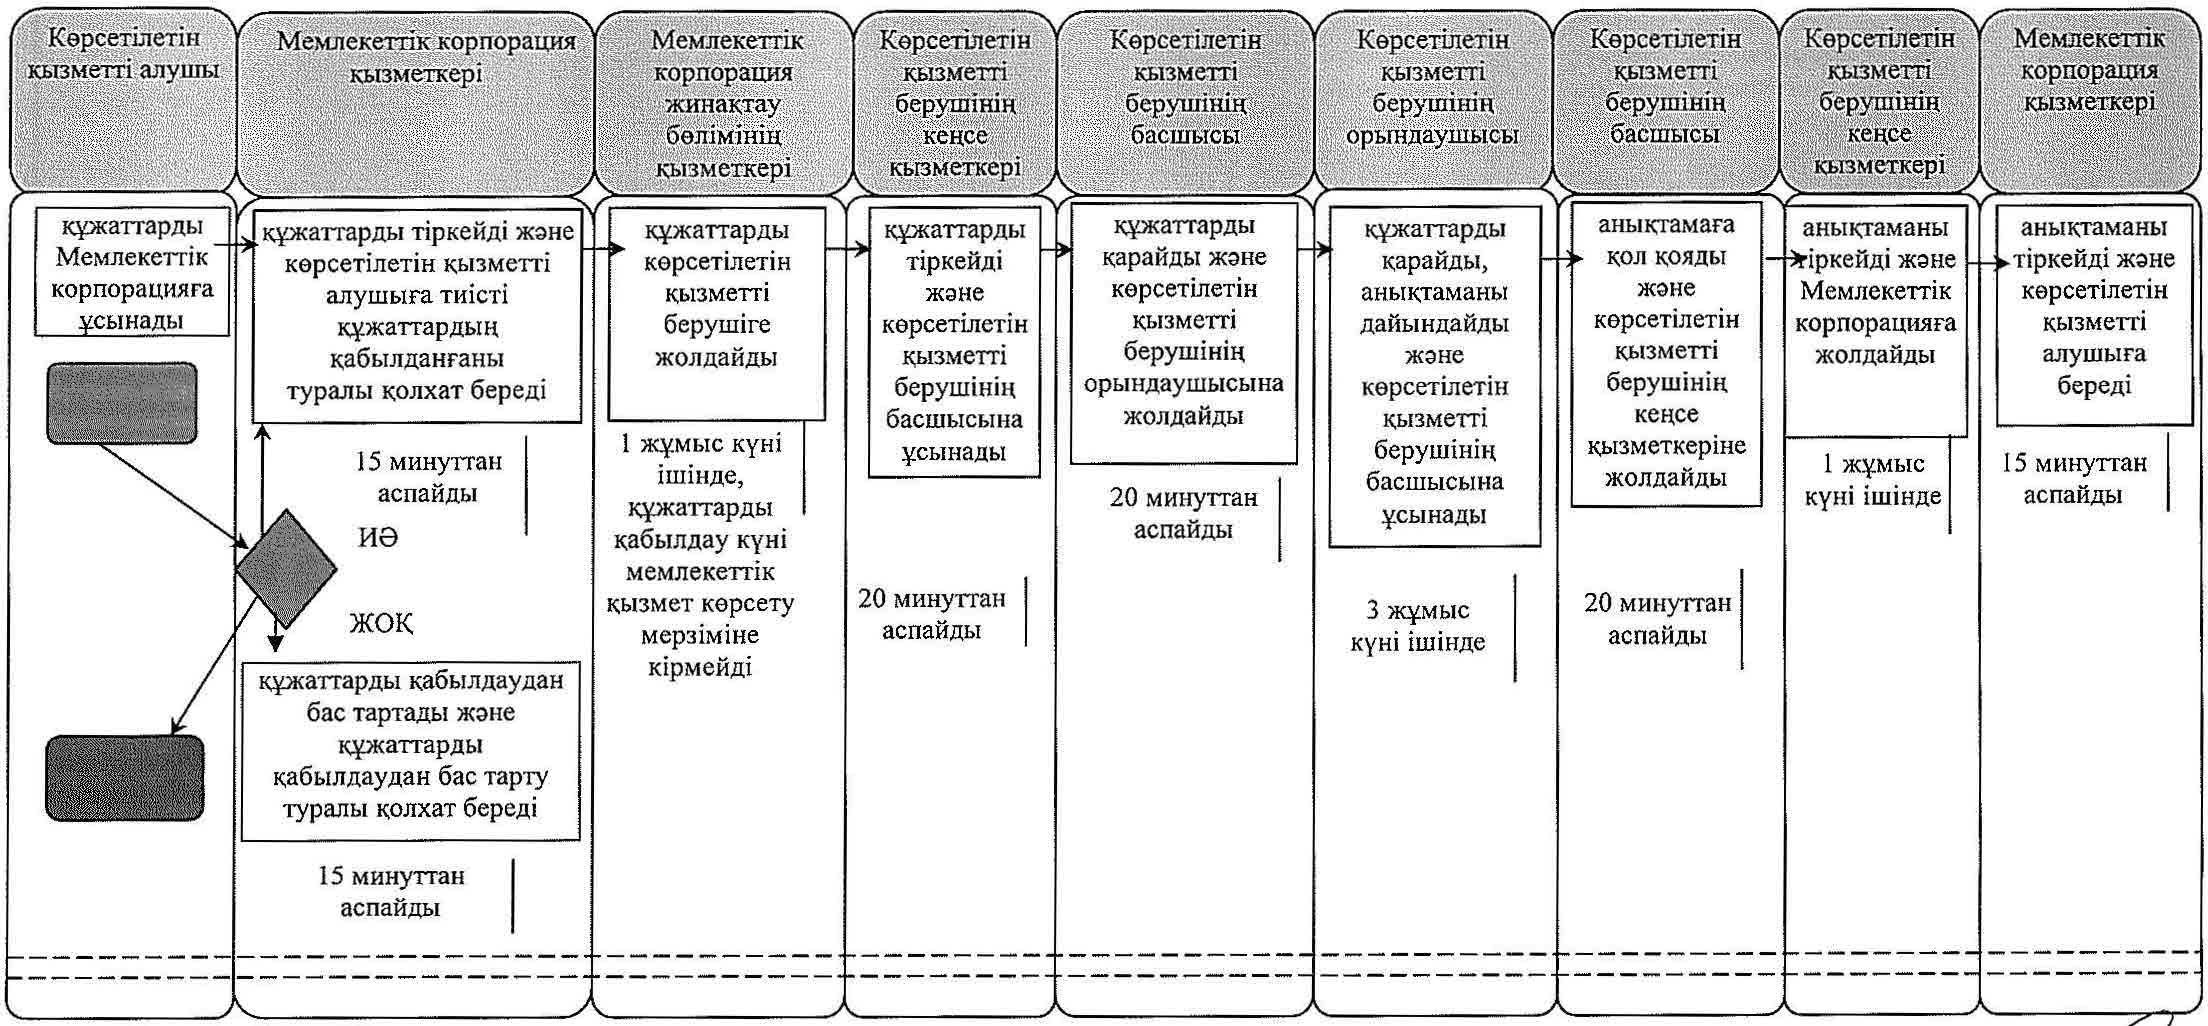 Көрсетілетін
қызметті алушы
Мемлекеттік корпорация
қызметкері
Мемлекеттік
корпорация
жинақтау
бөлімінің
қызметкері
Көрсетілетін
қызметті
берушінің
кеңсе
қызметкері
Көрсетілетін
қызметті
берушінің
басшысы
Көрсетілетін
қызметті
берушінің
орындаушысы
Көрсетілетін
қызметті
берушінің
басшысы
Көрсетілетін
қызметті
берушінің
кеңсе
қызметкері
Мемлекеттік
корпорация
қызметкері
құжаттарды
Мемлекеттік
корпорацияға
ұсынады
құжаттарды тіркейді және
көрсетілетін қызметті
алушыға тиісті
құжаттардың
қабылданғаны
туралы қолхат береді
15 минуттан
аспайды
ИӘ
ЖОҚ
құжаттарды қабылдаудан
бас тартады және
құжаттарды
қабылдаудан бас тарту
туралы қолхат береді
15 минуттан
аспайды
құжаттарды
көрсетілетін
қызметті
берушіге
жолдайды
1 жұмыс күні
ішінде,
құжаттарды
қабылдау күні
мемлекеттік
қызмет көрсету
мерзіміне
кірмейді
құжаттарды
тіркейді
және
көрсетілетін
қызметті
берушінің
басшысына
ұсынады
20 минуттан
аспайды
құжаттарды
қарайды және
көрсетілетін
қызметті
берушінің
орындаушысына
жолдайды
20 минуттан
аспайды
құжаттарды
қарайды,
анықтаманы
дайындайды
және
көрсетілетін
қызметті
берушінің
басшысына
ұсынады
3 жұмыс
күні ішінде
анықтамаға
қол қояды
және
көрсетілетін
қызметті
берушінің
кеңсе
қызметкеріне
жолдайды
20 минуттан
аспайды
анықтаманы
тіркейді және
Мемлекеттік
корпорацияға
жолдайды
1 жұмыс
күні ішінде
анықтаманы
тіркейді және
көрсетілетін
қызметті
алушыға
береді
15 минуттан
аспайды